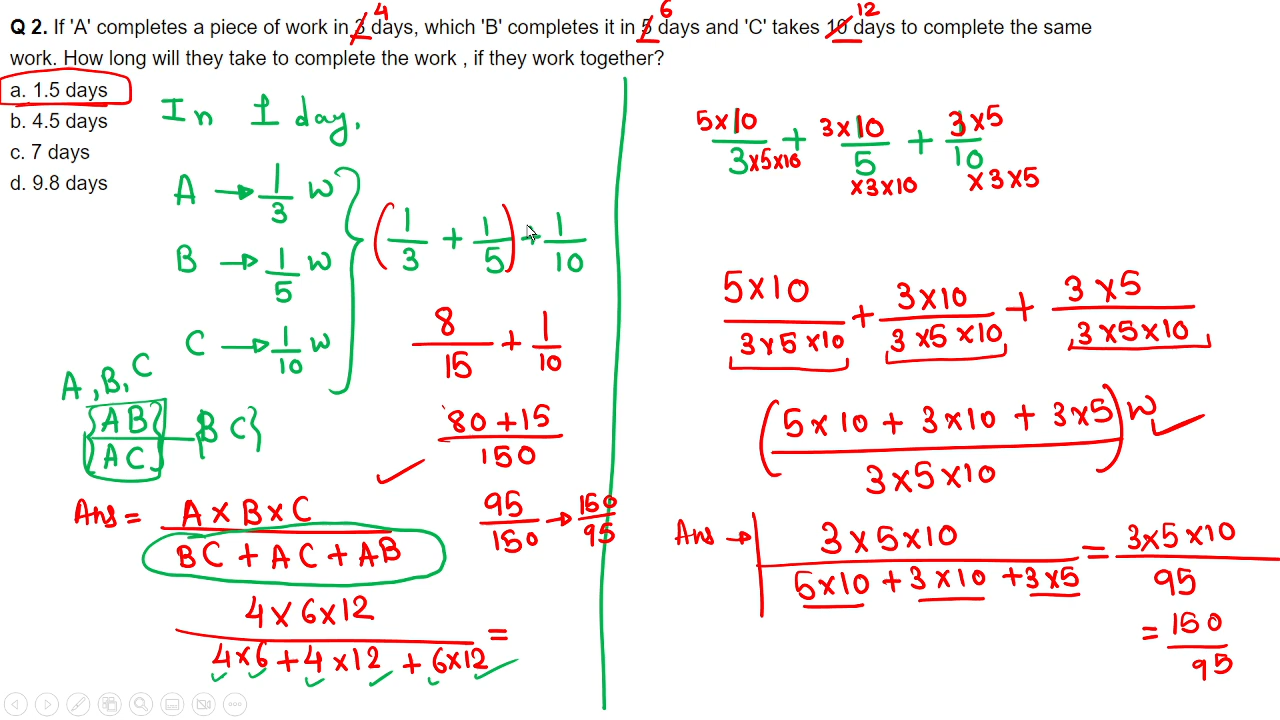 Q 2. If 'A' completes a piece of work in 3 4 days, which 'B' completes it in 5 6 days and 'C' takes 10 12 days to complete the same
work. How long will they take to complete the work , if they work together?
a. 1.5 days
b. 4.5 days
c. 7 days
d. 9.8 days
In 1 day.
A → 1/3 W
B → 1/5 W
C → 1/10 W
(1/3 + 1/5) + 1/10
8/15 + 1/10
80 + 15
150
95/150 → 150/95
A, B, C
AB
AC
BC
Ans = A × B × C
BC + AC + AB
4 × 6 × 12 =
4×6 + 4×12 + 6×12
5×10 + 3×10 + 3×5
3×5×10 5×3×10 10×3×5
5×10 + 3×10 + 3×5
3×5×10 3×5×10 3×5×10
(5×10 + 3×10 + 3×5) W
3×5×10
Ans → 3×5×10 = 3×5×10
5×10 + 3×10 + 3×5 95
= 150
95